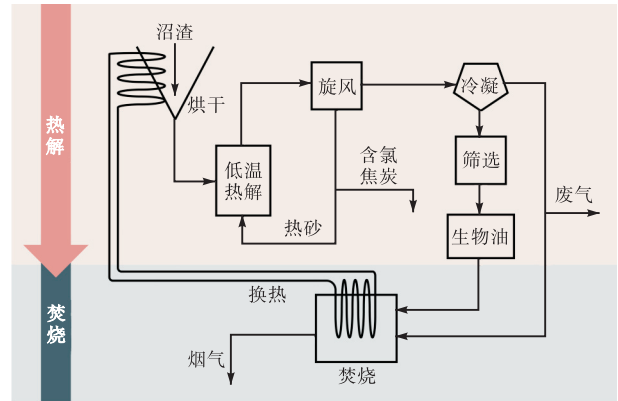 沼渣
烘干
旋风
冷凝
热
解
低温
热解
含氯
焦炭
筛选
废气
热砂
生物油
换热
焚
烧
烟气
焚烧